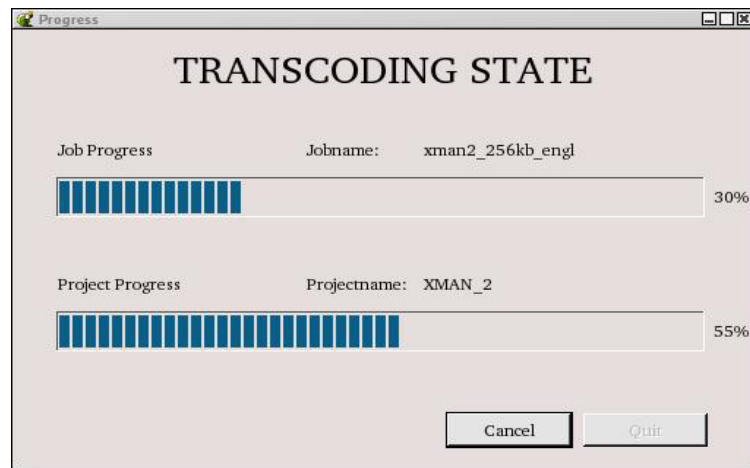 Progress
TRANSCODING STATE
Job Progress Jobname: xman2_256kb_engl
30%
Project Progress Projectname: XMAN_2
55%
Cancel Quit